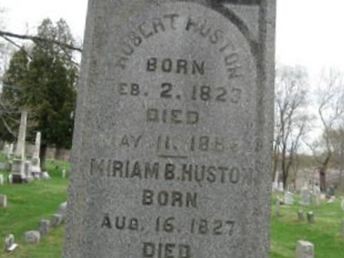 ROBERT HUSTON
BORN
FEB. 2. 1823
DIED
MAY 11. 
MIRIAM B. HUSTON
BORN
AUG. 16. 1827
DIED